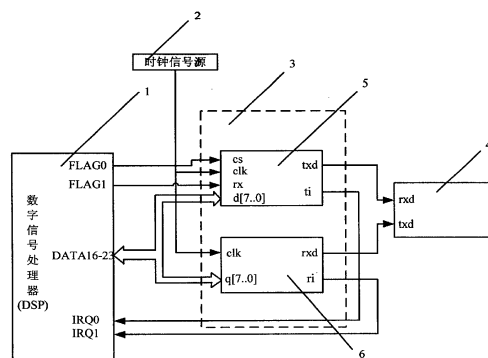 2
时钟信号源
3
1
5
4
FLAG0
FLAG1
数字信号处理器
(DSP)
DATA16-23
IRQ0
IRQ1
cs
clk
rx
d[7..0]
txd
ti
clk
q[7..0]
rxd
ri
rxd
txd
6